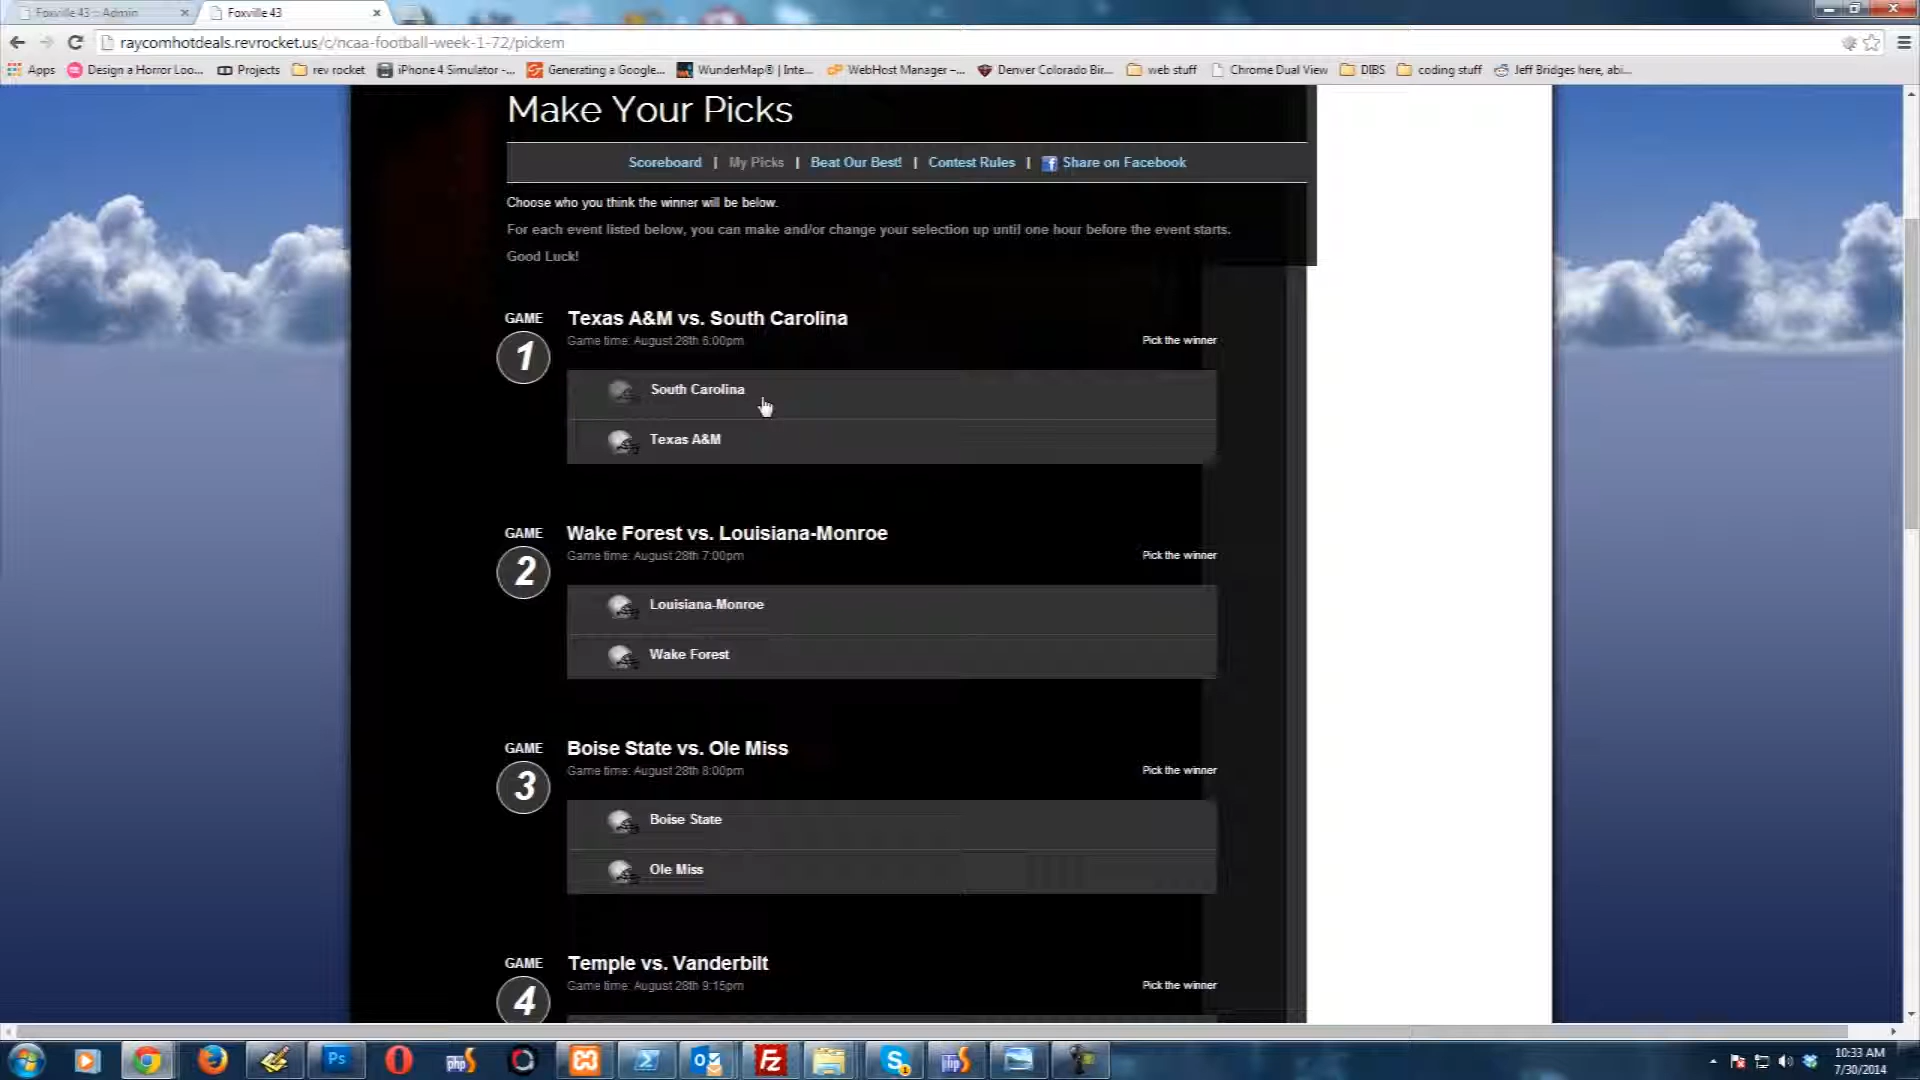 Foxville 43 :: Admin
Foxville 43
raycomhotdeals.revrocket.us/c/ncaa-football-week-1-72/pickem
Apps Design a Horror Loo... Projects rev rocket iPhone 4 Simulator -... Generating a Google... WunderMap® | Inte... WebHost Manager –... Denver Colorado Bir... web stuff Chrome Dual View DIBS coding stuff Jeff Bridges here, abi...
Make Your Picks
Scoreboard | My Picks | Beat Our Best! | Contest Rules | Share on Facebook
Choose who you think the winner will be below.
For each event listed below, you can make and/or change your selection up until one hour before the event starts.
Good Luck!
GAME
1
Texas A&M vs. South Carolina
Game time: August 28th 6:00pm
Pick the winner
South Carolina
Texas A&M
GAME
2
Wake Forest vs. Louisiana-Monroe
Game time: August 28th 7:00pm
Pick the winner
Louisiana-Monroe
Wake Forest
GAME
3
Boise State vs. Ole Miss
Game time: August 28th 8:00pm
Pick the winner
Boise State
Ole Miss
GAME
4
Temple vs. Vanderbilt
Game time: August 28th 9:15pm
Pick the winner
Ps
php
FZ
10:33 AM
7/30/2014